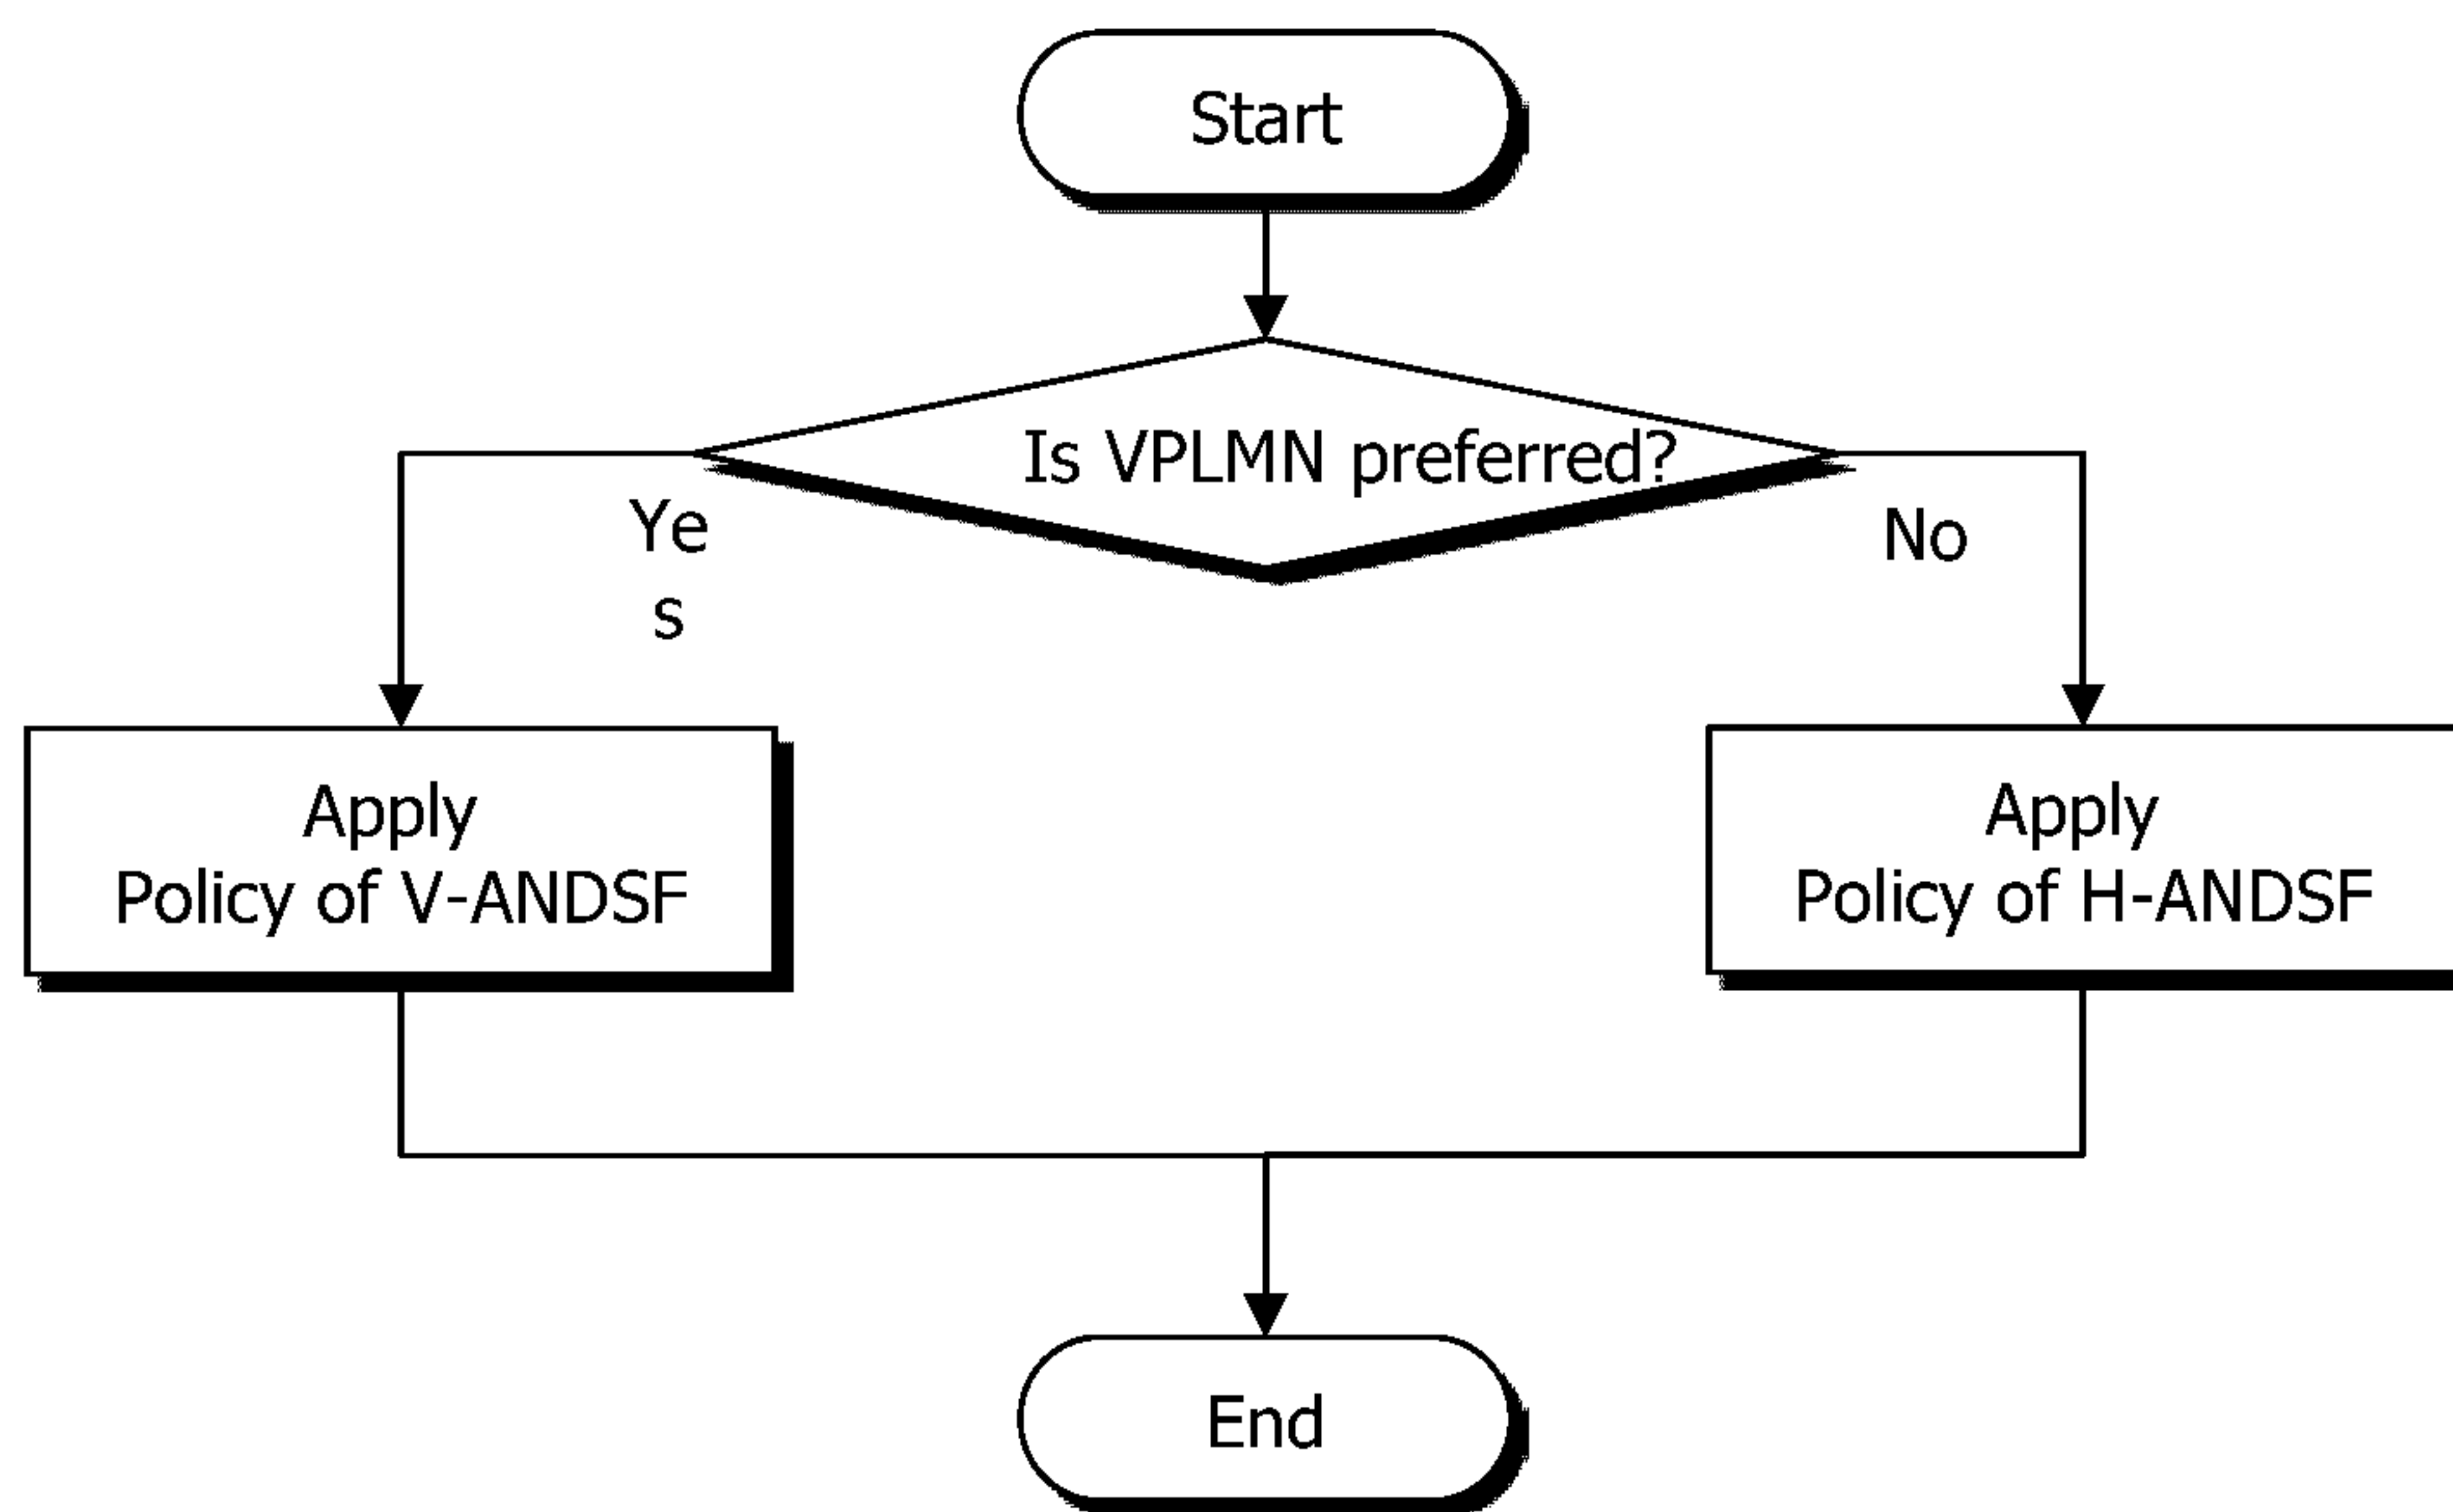 Start
Is VPLMN preferred?
Ye
s
No
Apply
Policy of V-ANDSF
Apply
Policy of H-ANDSF
End